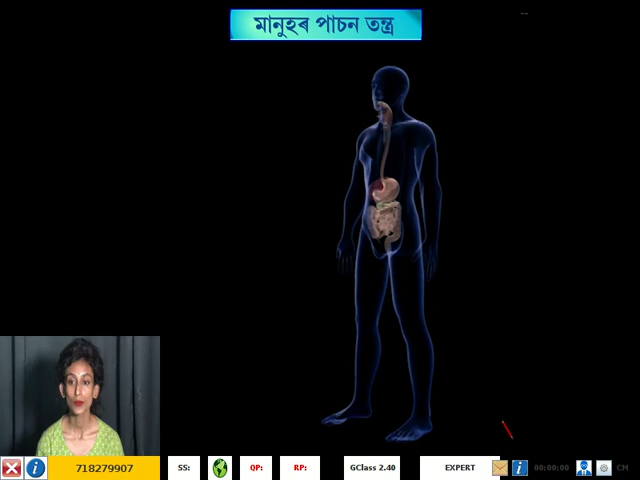 মানুহৰ পাচন তন্ত্ৰ
718279907
SS:
QP:
RP:
GClass 2.40
EXPERT
00:00:00
CM